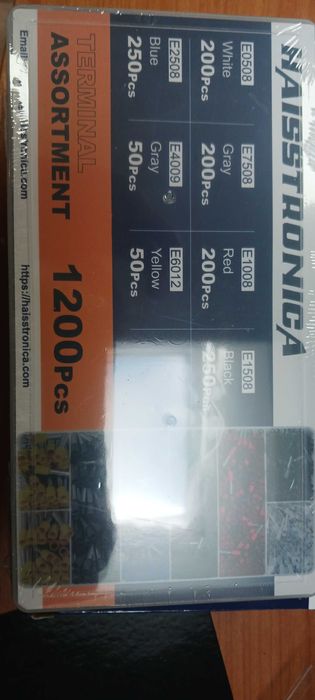 HAISSTRONICA
E0508
White
200Pcs
E7508
Gray
200Pcs
E1008
Red
200Pcs
E1508
Black
250Pcs
E2508
Blue
250Pcs
E4009
Gray
50Pcs
E6012
Yellow
50Pcs
TERMINAL
ASSORTMENT
1200Pcs
Email:
https://haisstronica.com